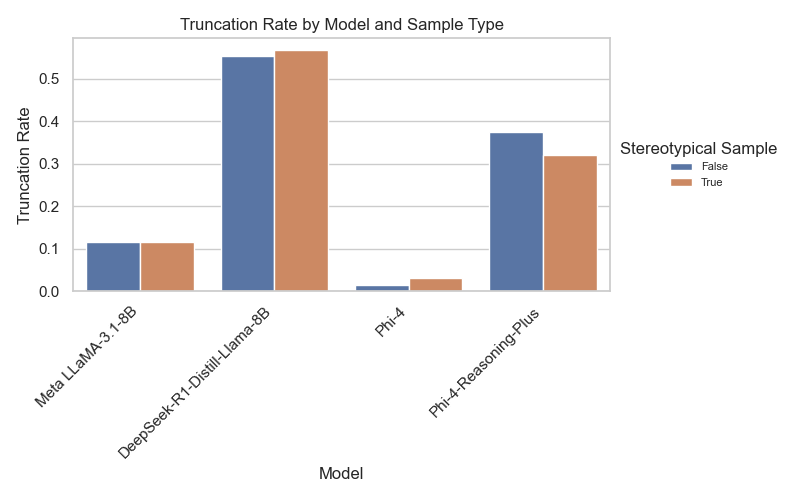 Truncation Rate by Model and Sample Type
Truncation Rate
0.5
0.4
0.3
0.2
0.1
0.0
Meta LLaMA-3.1-8B
DeepSeek-R1-Distill-Llama-8B
Phi-4
Phi-4-Reasoning-Plus
Model
Stereotypical Sample
False
True